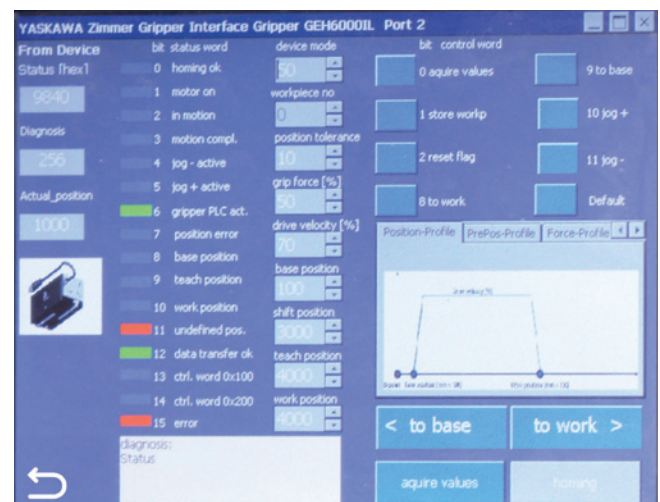 YASKAWA Zimmer Gripper Interface Gripper GEH6000IL Port 2
From Device
Status [hex]
9840
Diagnosis
256
Actual_position
1000
bit status word
0 homing ok
1 motor on
2 in motion
3 motion compl.
4 jog - active
5 jog + active
6 gripper PLC act.
7 position error
8 base position
9 teach position
10 work position
11 undefined pos.
12 data transfer ok
13 ctrl. word 0x100
14 ctrl. word 0x200
15 error
diagnosis:
Status
device mode
50
workpiece no
0
position tolerance
10
grip force [%]
50
drive velocity [%]
70
base position
100
shift position
3000
teach position
4000
work position
4000
bit control word
0 aquire values
9 to base
1 store workp
10 jog +
2 reset flag
11 jog -
8 to work
Default
Position-Profile PrePos-Profile Force-Profile
< to base
to work >
aquire values
homing